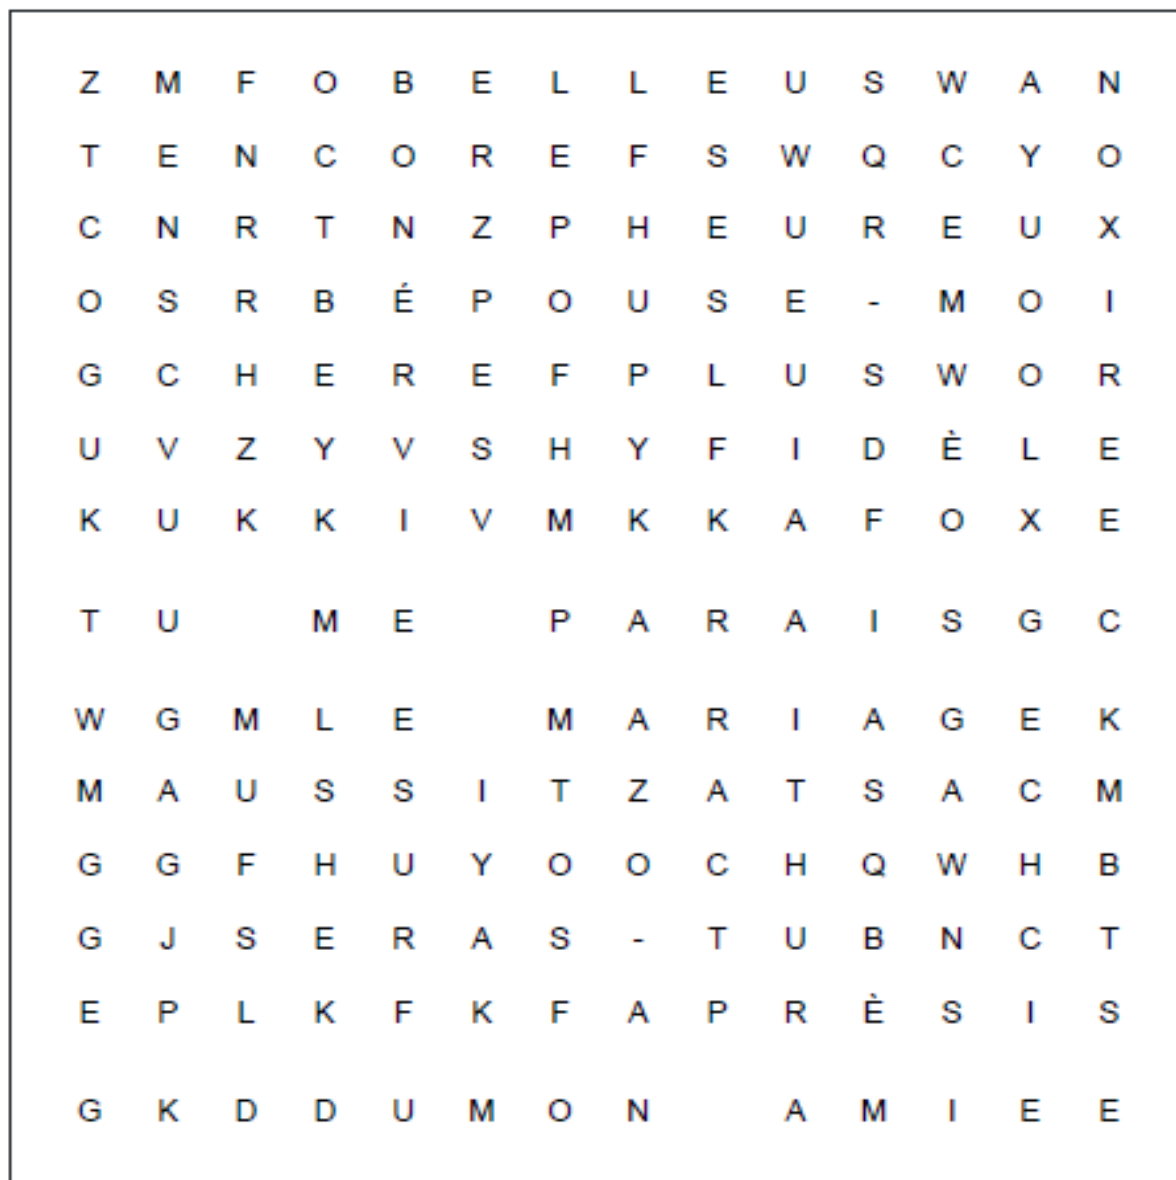 Z M F O B E L L E U S W A N
T E N C O R E F S W Q C Y O
C N R T N Z P H E U R E U X
O S R B É P O U S E - M O I
G C H E R E F P L U S W O R
U V Z Y V S H Y F I D È L E
K U K K I V M K K A F O X E
T U M E P A R A I S G C
W G M L E M A R I A G E K
M A U S S I T Z A T S A C M
G G F H U Y O O C H Q W H B
G J S E R A S - T U B N C T
E P L K F K F A P R È S I S
G K D D U M O N A M I E E